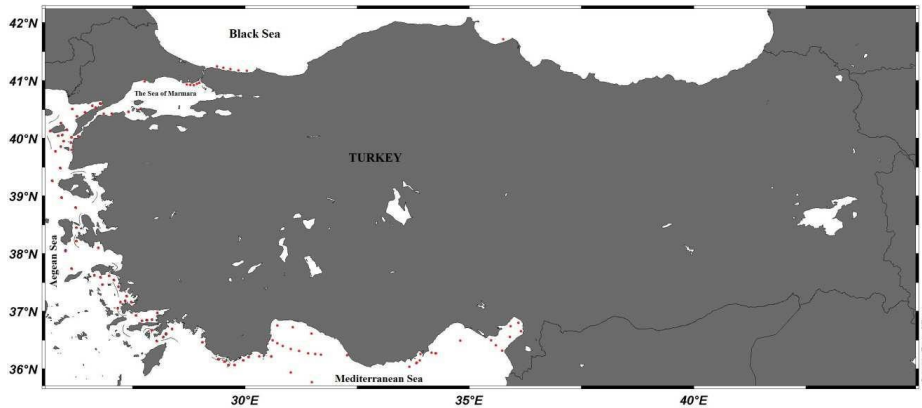 42°N
Black Sea
41°N
The Sea of Marmara
40°N
TURKEY
39°N
38°N
Aegean Sea
37°N
36°N
Mediterranean Sea
30°E
35°E
40°E